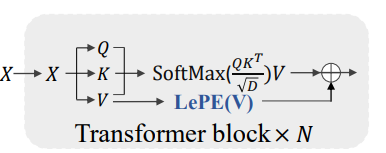 Q
X X K SoftMax(QK^T/√D)V
V LePE(V)
Transformer block × N